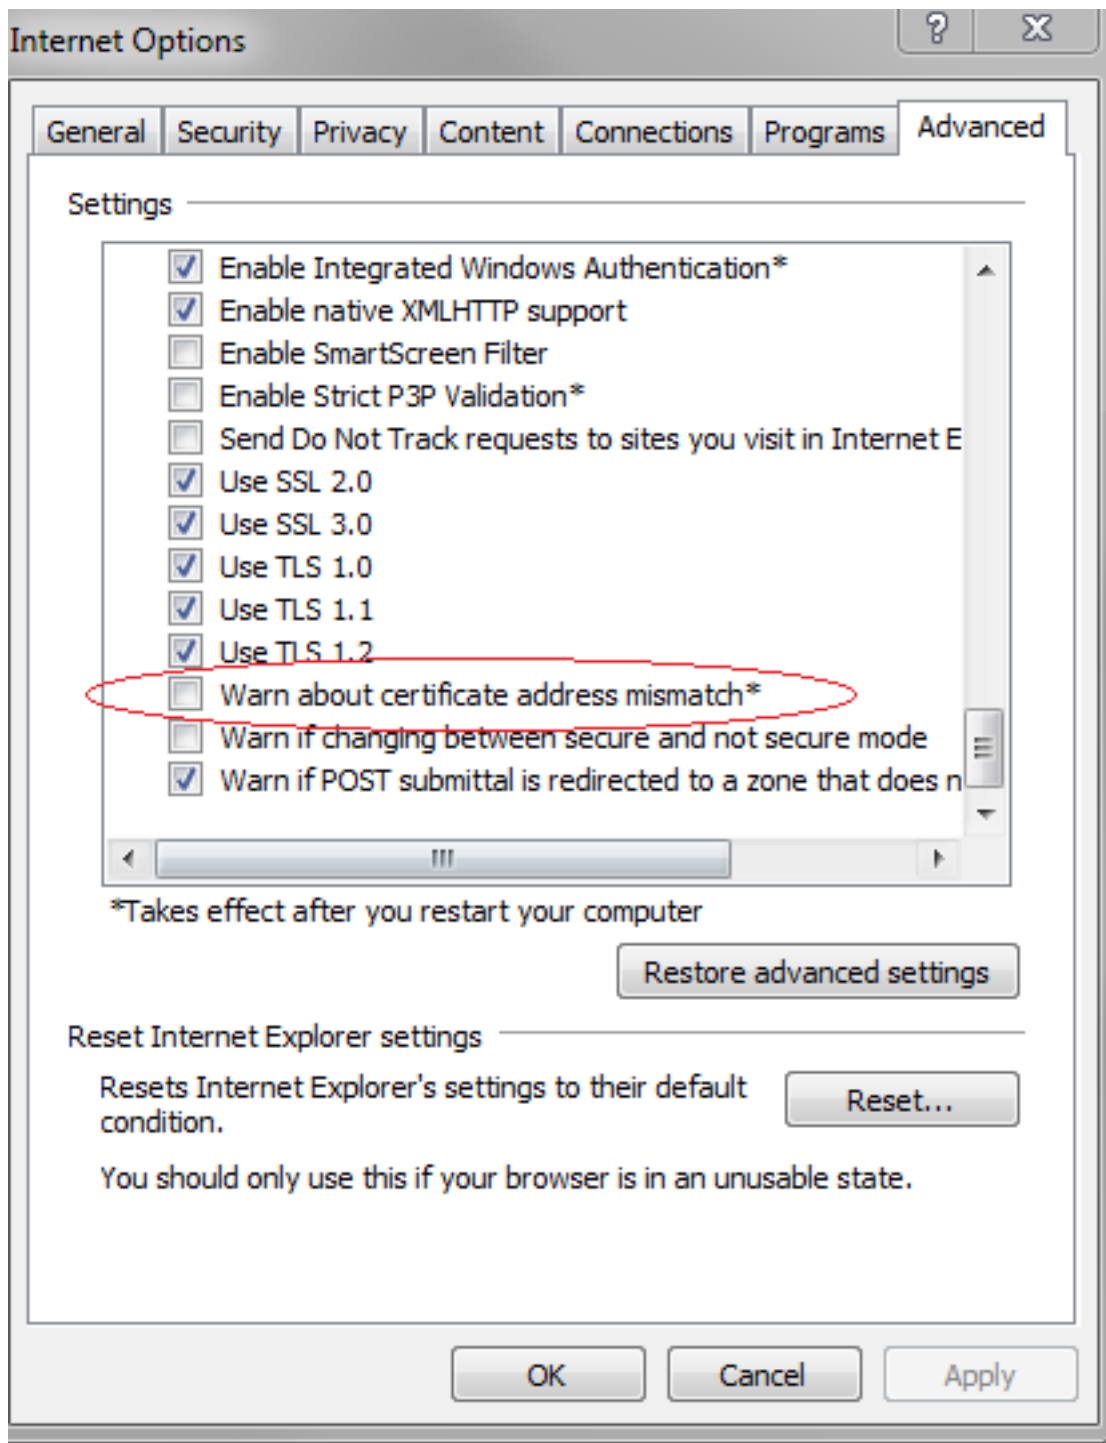 Internet Options
General Security Privacy Content Connections Programs Advanced
Settings
Enable Integrated Windows Authentication*
Enable native XMLHTTP support
Enable SmartScreen Filter
Enable Strict P3P Validation*
Send Do Not Track requests to sites you visit in Internet E
Use SSL 2.0
Use SSL 3.0
Use TLS 1.0
Use TLS 1.1
Use TLS 1.2
Warn about certificate address mismatch*
Warn if changing between secure and not secure mode
Warn if POST submittal is redirected to a zone that does n
*Takes effect after you restart your computer
Restore advanced settings
Reset Internet Explorer settings
Resets Internet Explorer's settings to their default
condition.
Reset...
You should only use this if your browser is in an unusable state.
OK Cancel Apply